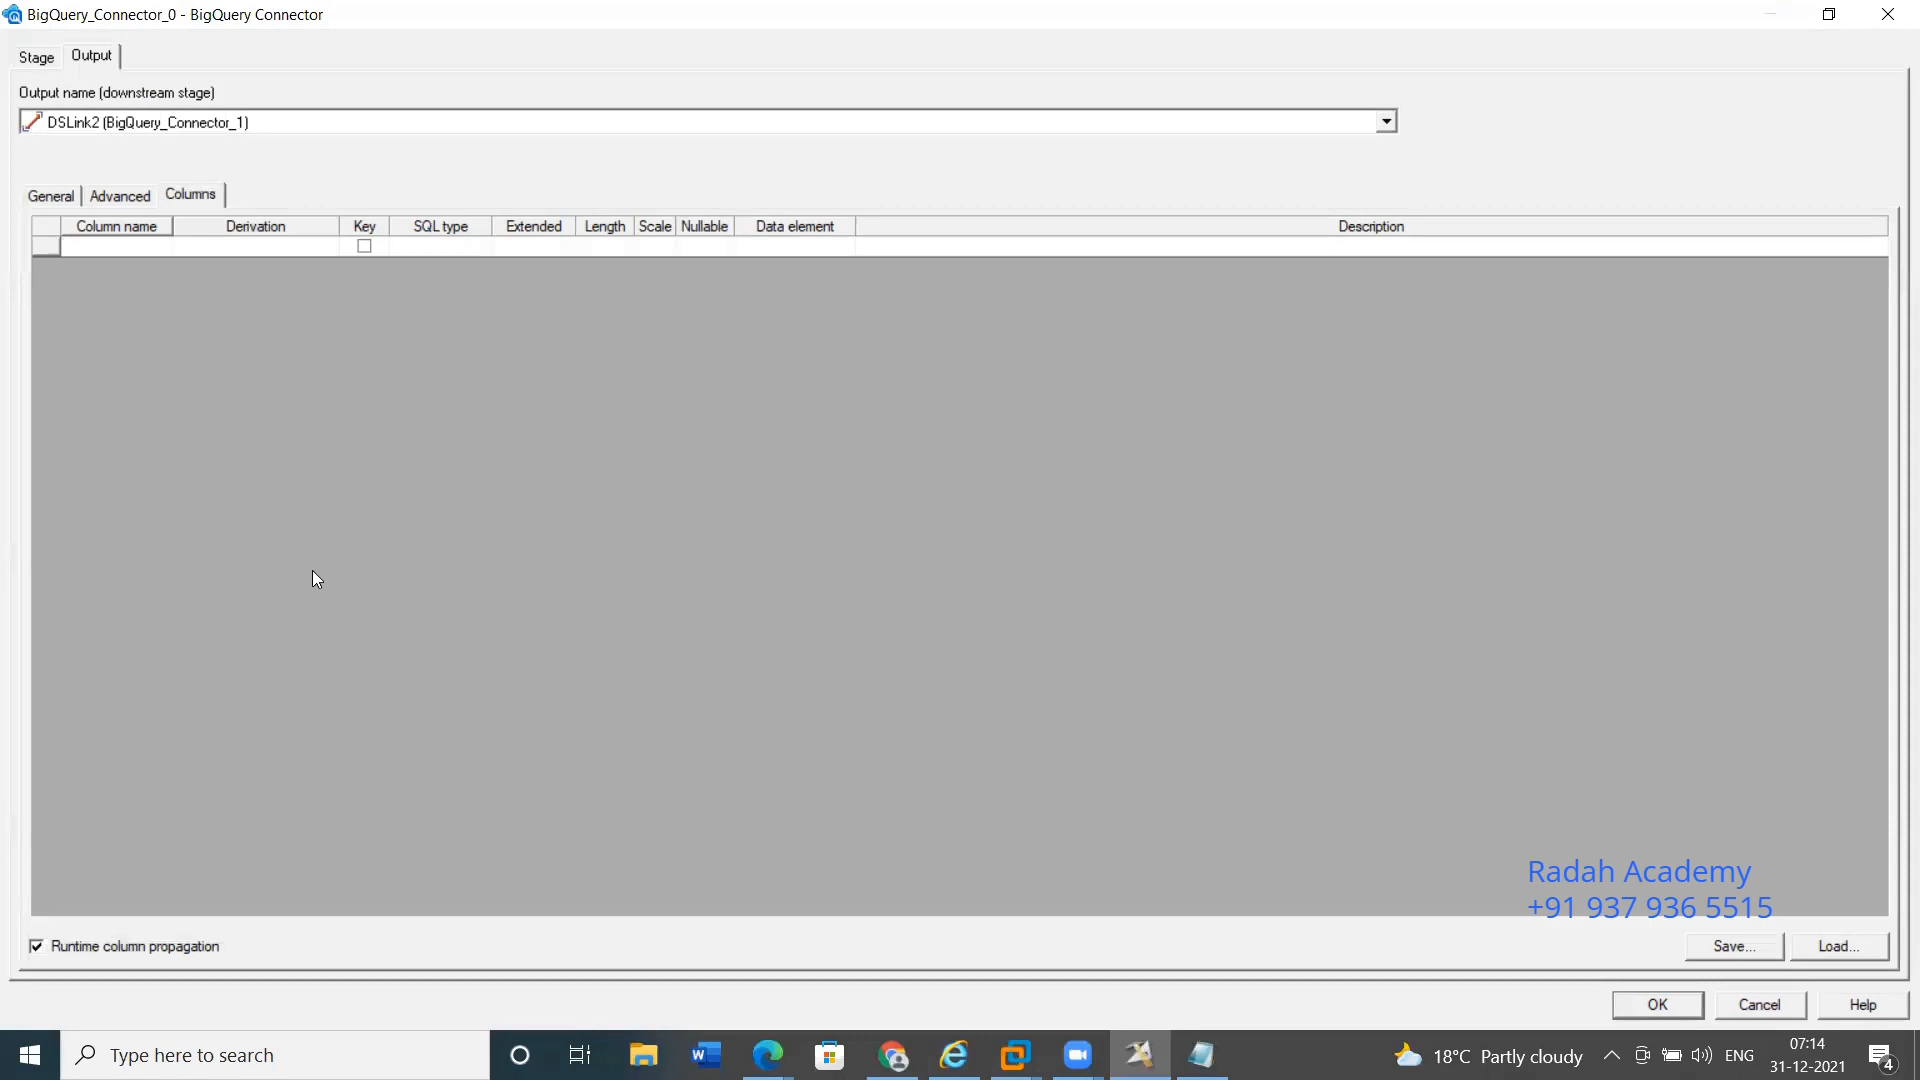 BigQuery_Connector_0 - BigQuery Connector
Stage Output
Output name (downstream stage)
DSLink2 (BigQuery_Connector_1)
General Advanced Columns
Column name Derivation Key SQL type Extended Length Scale Nullable Data element Description
Radah Academy
+91 937 936 5515
Runtime column propagation Save... Load...
OK Cancel Help
Type here to search 18°C Partly cloudy ENG 07:14
31-12-2021 4